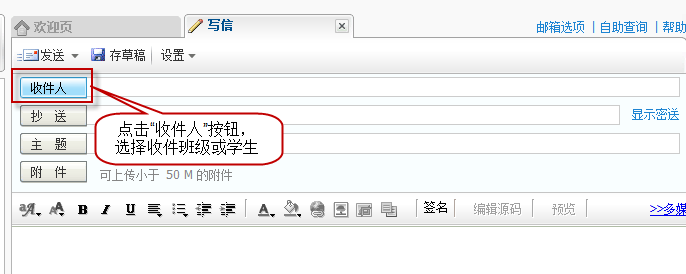 欢迎页 写信
邮箱选项 | 自助查询 | 帮助
发送 存草稿 设置
收件人
抄 送 显示密送
点击“收件人”按钮，
选择收件班级或学生
主 题
附 件 可上传小于 50 M 的附件
B I U A 签名 编辑源码 预览 >>多媒